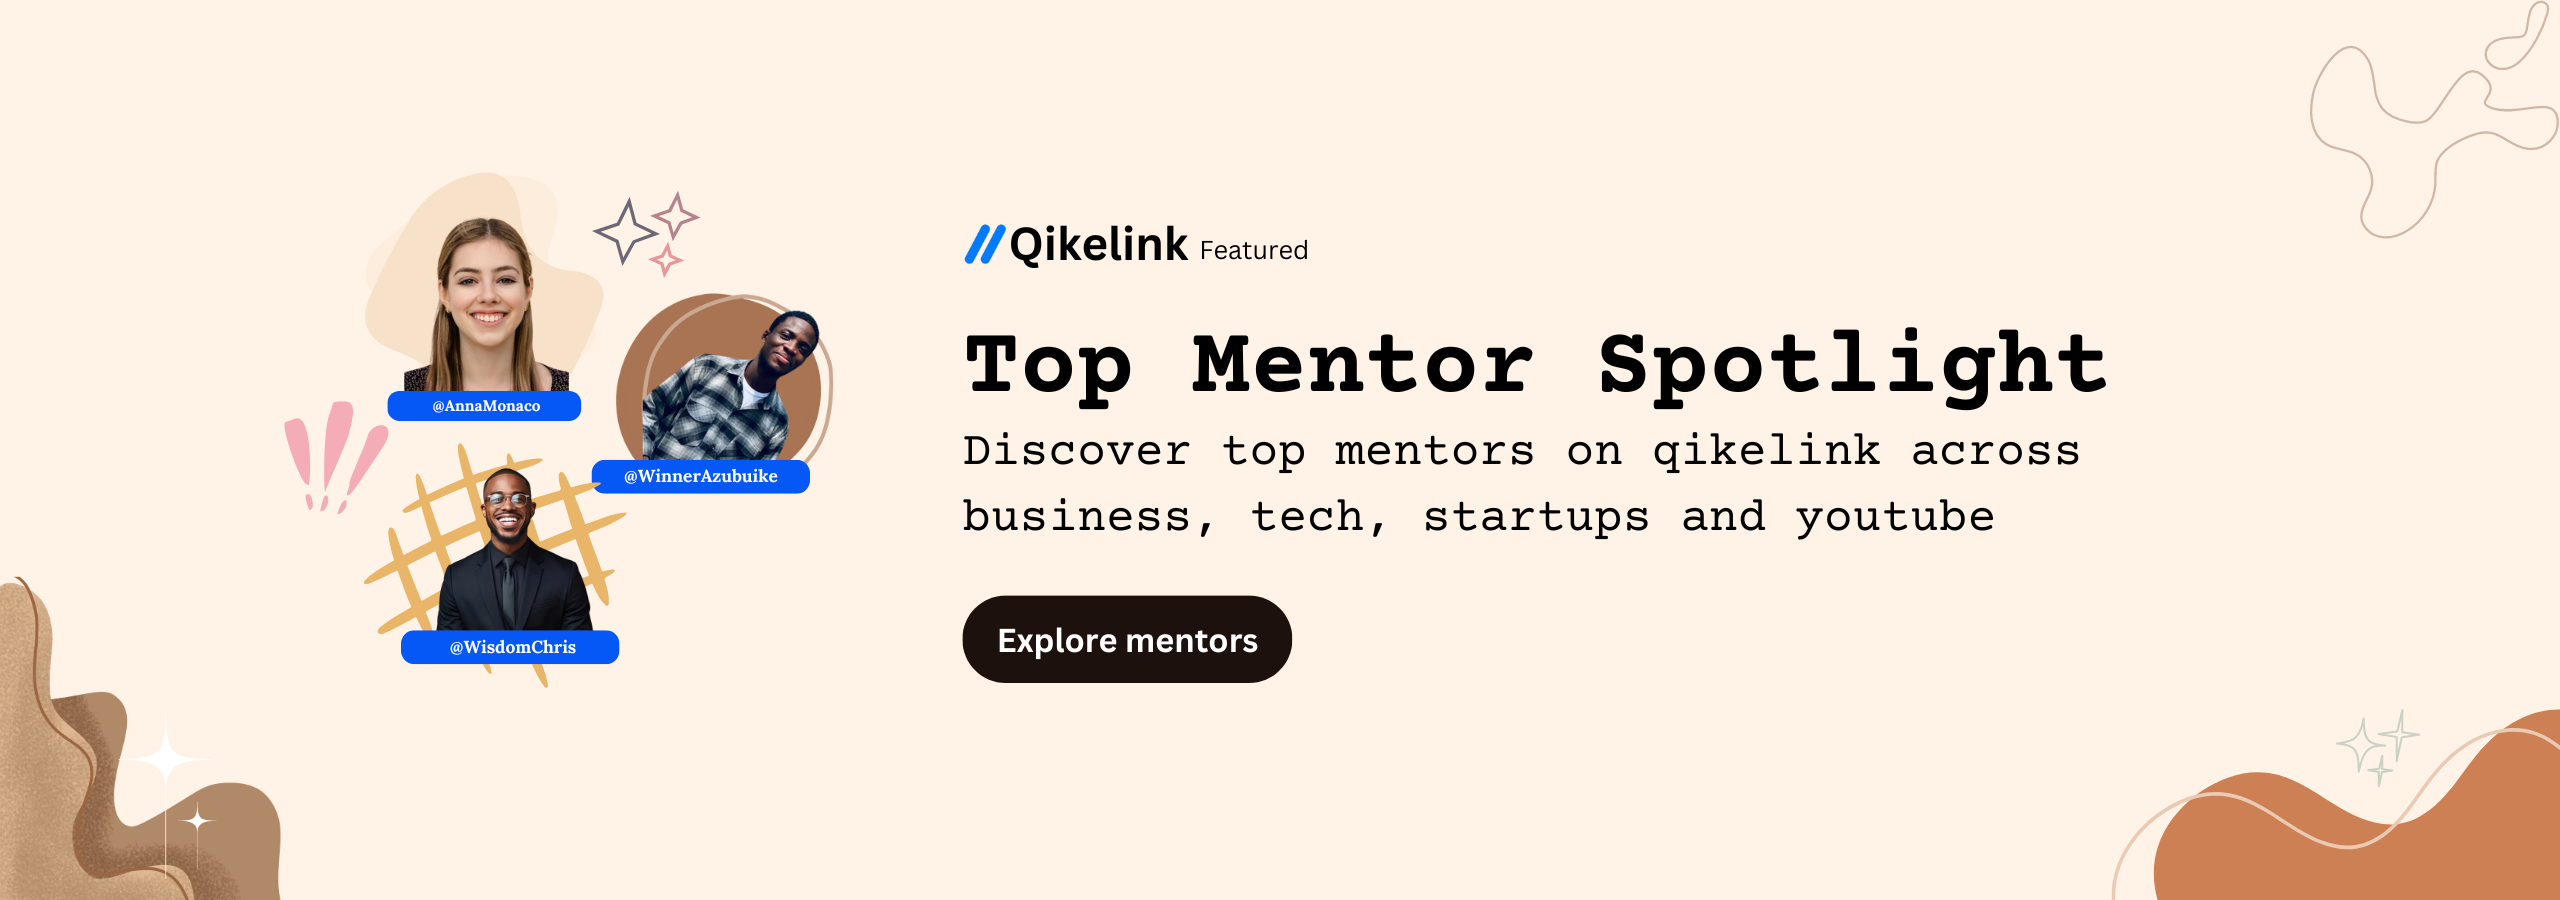 @AnnaMonaco
@WinnerAzubuike
@WisdomChris
Qikelink Featured
Top Mentor Spotlight
Discover top mentors on qikelink across
business, tech, startups and youtube
Explore mentors